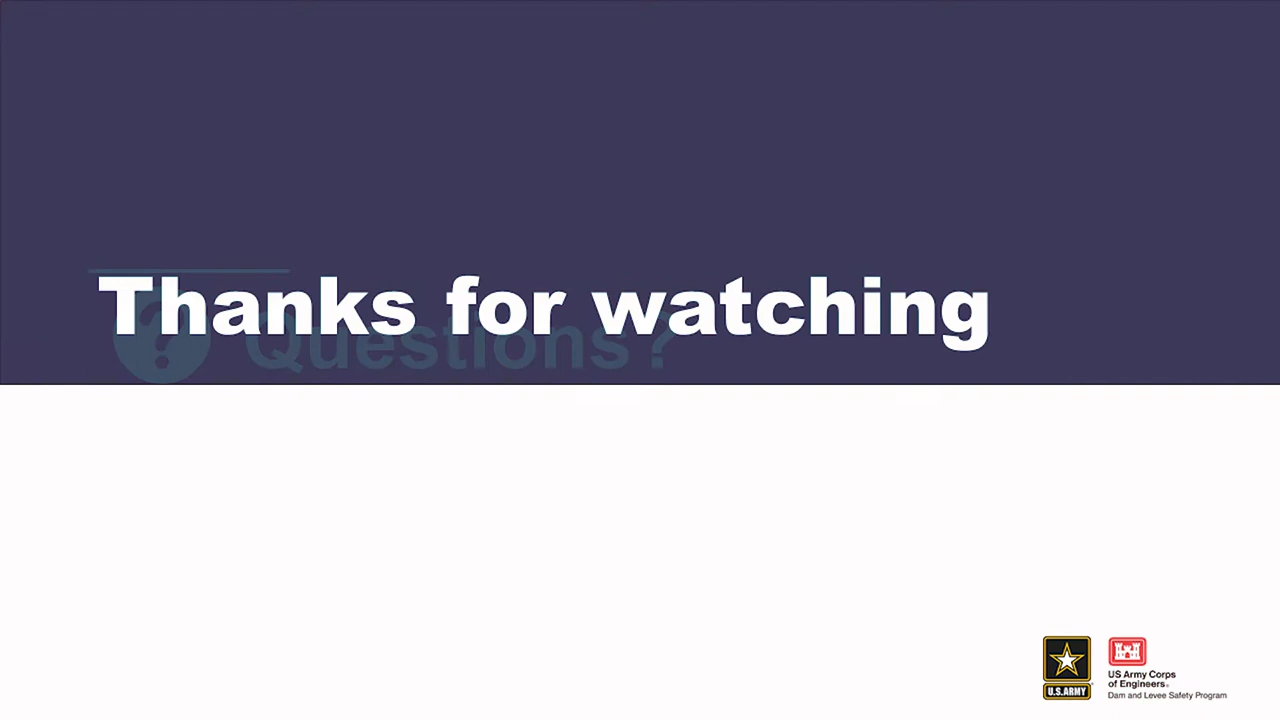 Thanks for watching
Questions?
U.S.ARMY
US Army Corps
of Engineers®
Dam and Levee Safety Program